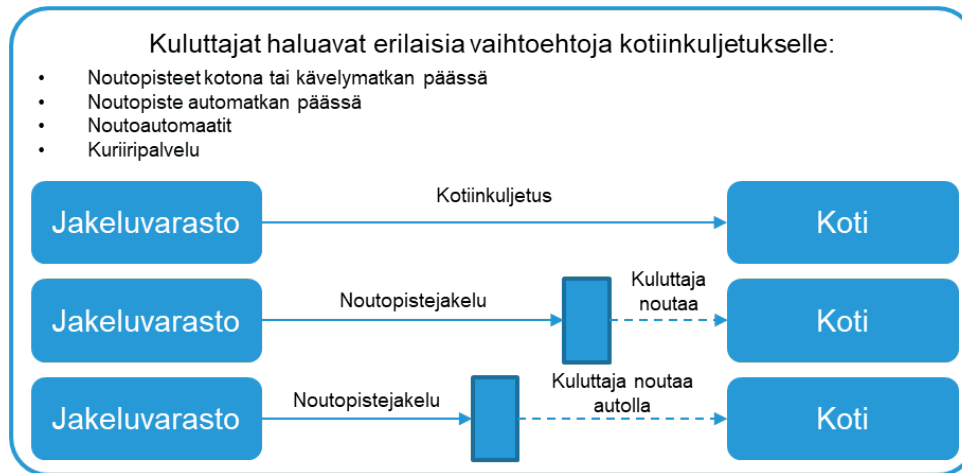 Kuluttajat haluavat erilaisia vaihtoehtoja kotiinkuljetukselle:
• Noutopisteet kotona tai kävelymatkan päässä
• Noutopiste automatkan päässä
• Noutoautomaatit
• Kuriiripalvelu
Jakeluvarasto
Kotiinkuljetus
Koti
Jakeluvarasto
Noutopistejakelu
Kuluttaja
noutaa
Koti
Jakeluvarasto
Noutopistejakelu
Kuluttaja noutaa
autolla
Koti